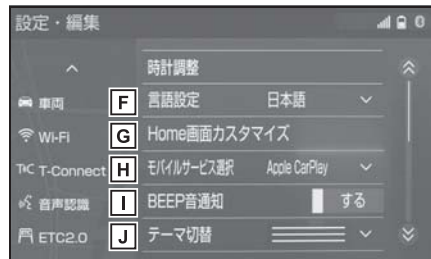 設定・編集
時計調整
車両
F 言語設定 日本語
Wi-Fi
G Home画面カスタマイズ
T-Connect
H モバイルサービス選択 Apple CarPlay
音声認識
I BEEP音通知 する
ETC2.0
J テーマ切替